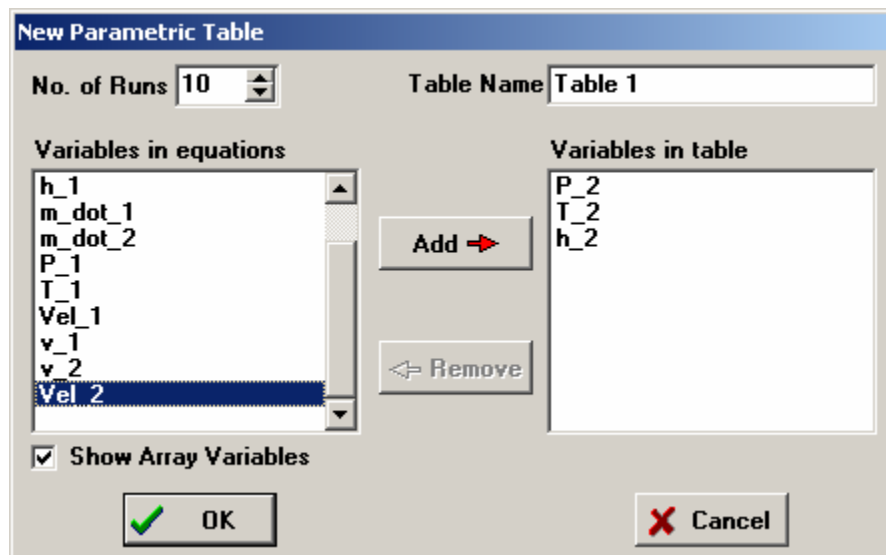 New Parametric Table
No. of Runs 10
Table Name Table 1
Variables in equations
h_1
m_dot_1
m_dot_2
P_1
T_1
Vel_1
v_1
v_2
Vel_2
Add
Remove
Variables in table
P_2
T_2
h_2
Show Array Variables
OK
Cancel